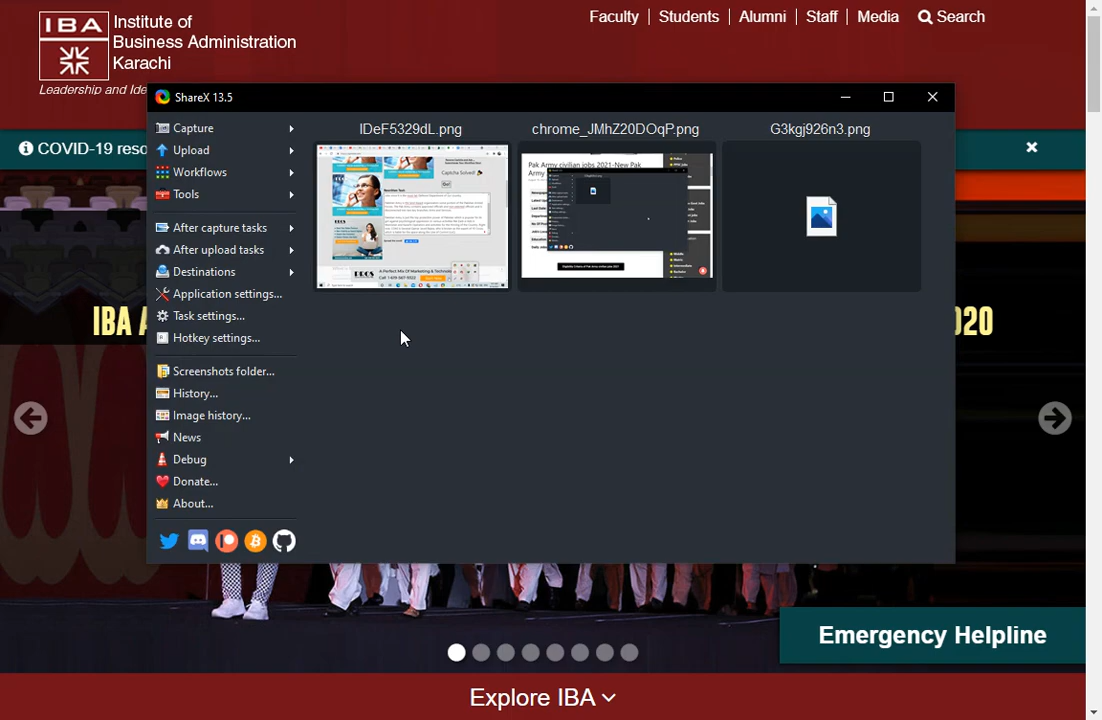 IBA
Institute of
Business Administration
Karachi
Leadership and Ide
Faculty
Students
Alumni
Staff
Media
Search
COVID-19 reso
ShareX 13.5
Capture
Upload
Workflows
Tools
After capture tasks
After upload tasks
Destinations
Application settings...
Task settings...
Hotkey settings...
Screenshots folder...
History...
Image history...
News
Debug
Donate...
About...
IDeF5329dL.png
chrome_JMhZ20DOqP.png
G3kgj926n3.png
Captcha Solved!
Pak Army civilian jobs 2021-New Pak
IBA A
020
Emergency Helpline
Explore IBA